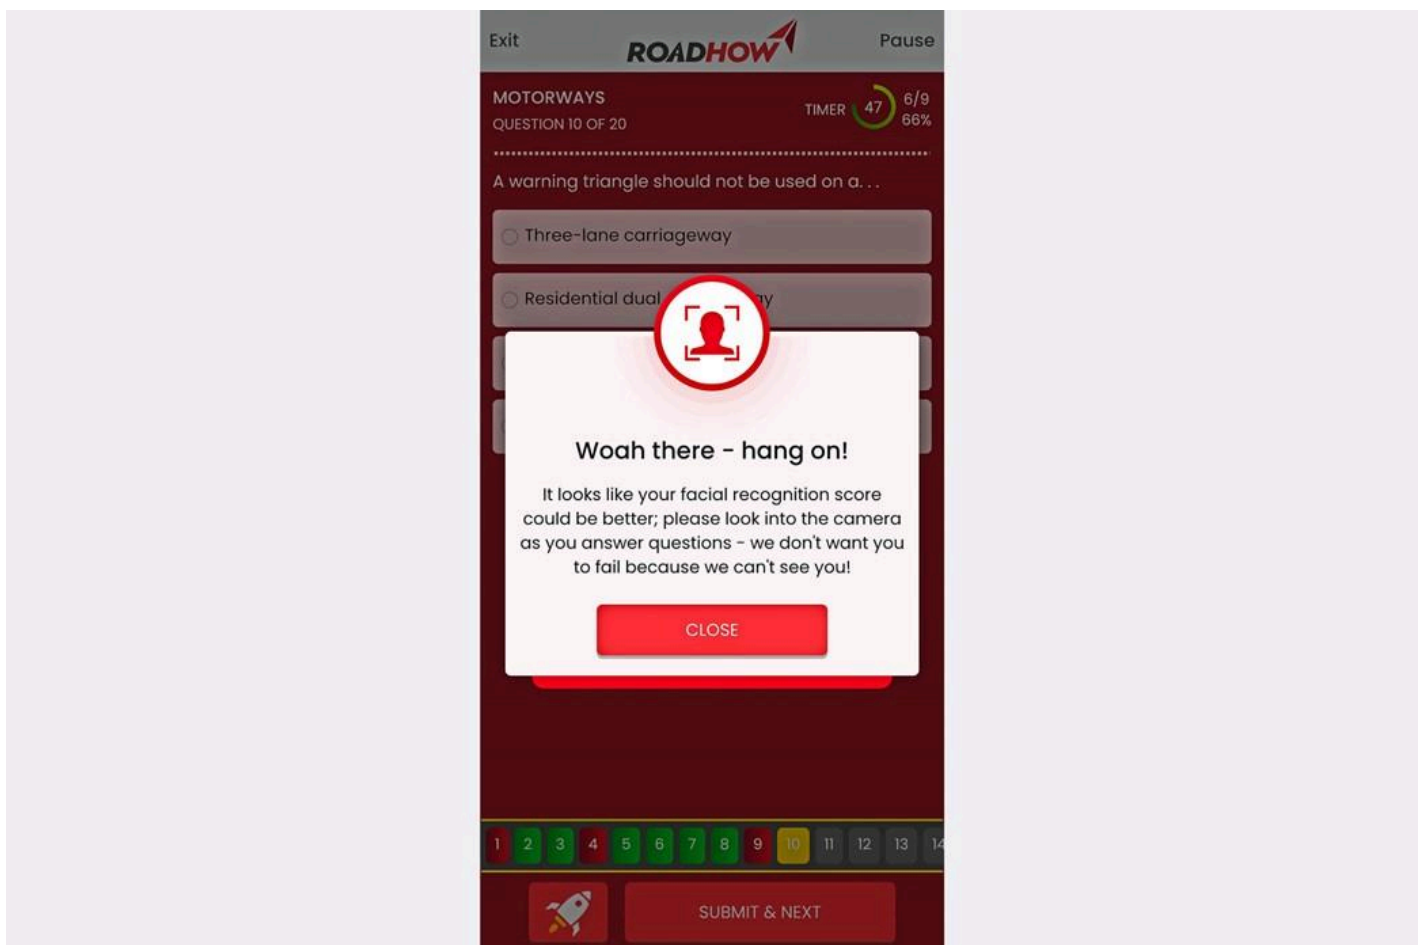 Exit
ROADHOW
Pause
MOTORWAYS
TIMER 47 6/9
QUESTION 10 OF 20
66%
A warning triangle should not be used on a. . .
Three-lane carriageway
Residential dual
Woah there - hang on!
It looks like your facial recognition score
could be better; please look into the camera
as you answer questions - we don't want you
to fail because we can't see you!
CLOSE
1 2 3 4 5 6 7 8 9 10 11 12 13 14
SUBMIT & NEXT